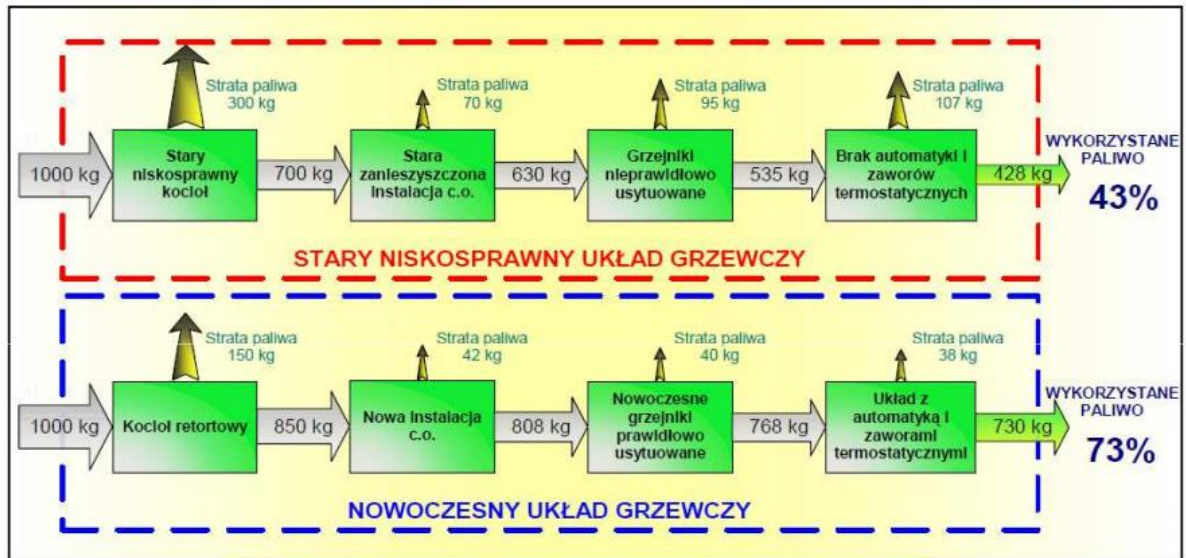 Strata paliwa
300 kg
Strata paliwa
70 kg
Strata paliwa
95 kg
Strata paliwa
107 kg
1000 kg
Stary
niskosprawny
kocioł
700 kg
Stara
zanieszyszczona
Instalacja c.o.
630 kg
Grzejniki
nieprawidłowo
usytuowane
535 kg
Brak automatyki i
zaworów
termostatycznych
428 kg
WYKORZYSTANE
PALIWO
43%
STARY NISKOSPRAWNY UKŁAD GRZEWCZY
Strata paliwa
150 kg
Strata paliwa
42 kg
Strata paliwa
40 kg
Strata paliwa
38 kg
1000 kg
Kocioł retortowy
850 kg
Nowa Instalacja
c.o.
808 kg
Nowoczesne
grzejniki
prawidłowo
usytuowane
768 kg
Układ z
automatyką i
zaworami
termostatycznymi
730 kg
WYKORZYSTANE
PALIWO
73%
NOWOCZESNY UKŁAD GRZEWCZY